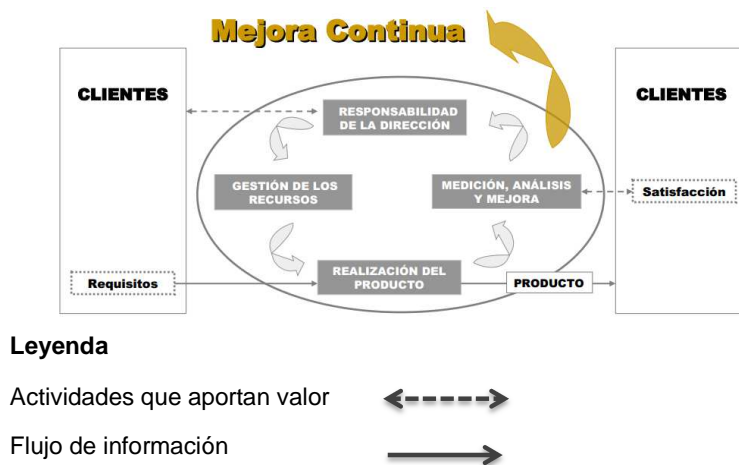 Mejora Continua
CLIENTES
CLIENTES
RESPONSABILIDAD
DE LA DIRECCIÓN
GESTIÓN DE LOS
RECURSOS
MEDICIÓN, ANÁLISIS
Y MEJORA
Satisfacción
Requisitos
REALIZACIÓN DEL
PRODUCTO
PRODUCTO
Leyenda
Actividades que aportan valor
Flujo de información